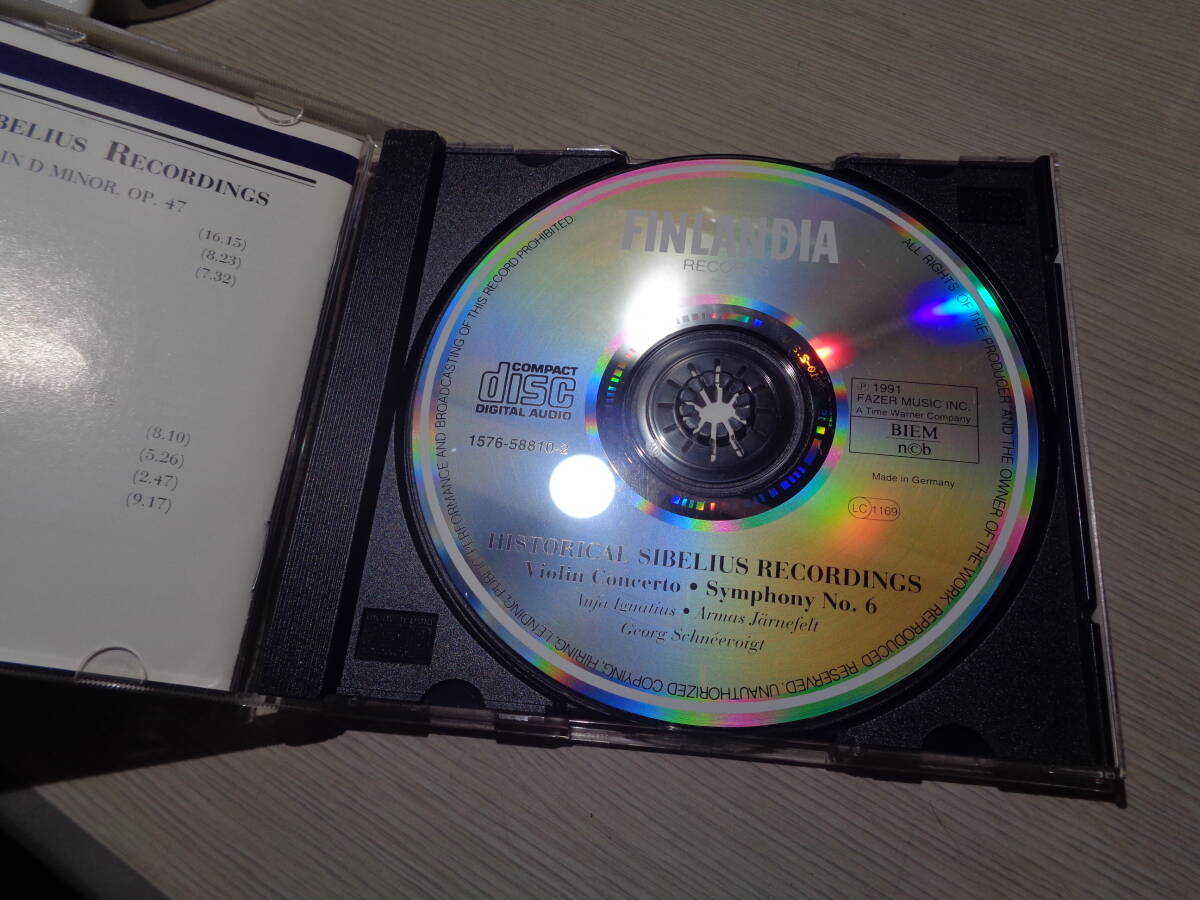 BELIUS RECORDINGS
IN D MINOR, OP. 47
(16.15)
(8.23)
(7.32)
(8.10)
(5.26)
(2.47)
(9.17)
FINLANDIA
RECORDS
ALL RIGHTS OF THE PRODUCER AND THE OWNER OF THE WORK REPRODUCED RESERVED. UNAUTHORIZED COPYING, HIRING, LENDING, PUBLIC PERFORMANCE AND BROADCASTING OF THIS RECORD PROHIBITED.
COMPACT
disc
DIGITAL AUDIO
1576-58810-2
℗ 1991
FAZER MUSIC INC.
A Time Warner Company
BIEM
n©b
Made in Germany
LC 1169
HISTORICAL SIBELIUS RECORDINGS
Violin Concerto • Symphony No. 6
Anja Ignatius • Armas Järnefelt
Georg Schnéevoigt